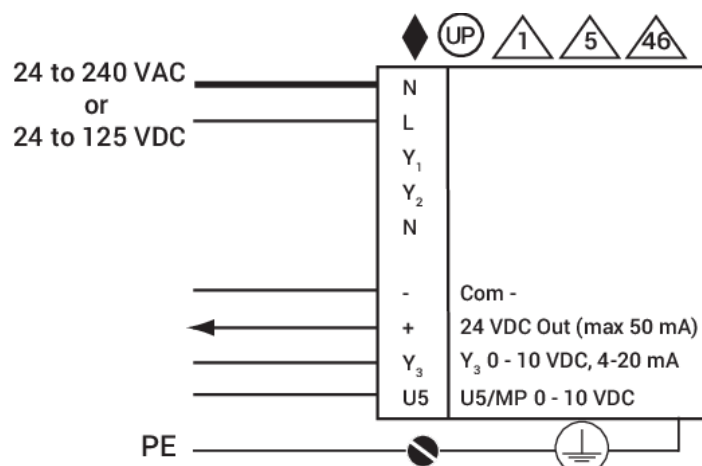 UP 1 5 46
24 to 240 VAC
or
24 to 125 VDC
N
L
Y₁
Y₂
N
- Com -
+ 24 VDC Out (max 50 mA)
Y₃ Y₃ 0 - 10 VDC, 4-20 mA
U5 U5/MP 0 - 10 VDC
PE